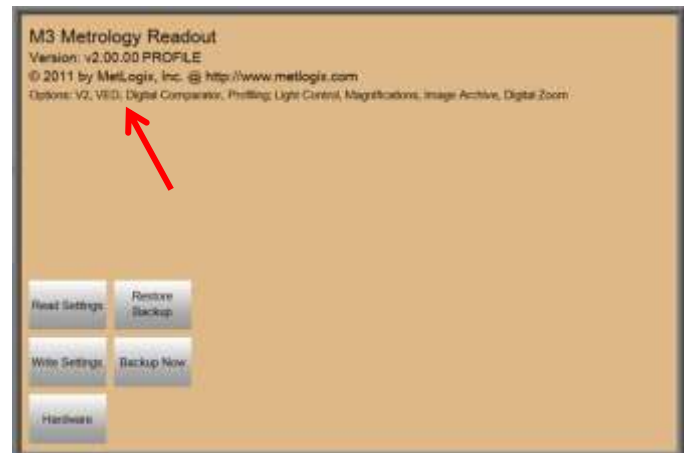 M3 Metrology Readout
Version: v2.00.00 PROFILE
© 2011 by MetLogix, Inc. @ http://www.metlogix.com
Options: V2, VED, Digital Comparator, Profiling, Light Control, Magnifications, Image Archive, Digital Zoom
Read Settings
Restore
Backup
Write Settings
Backup Now
Hardware